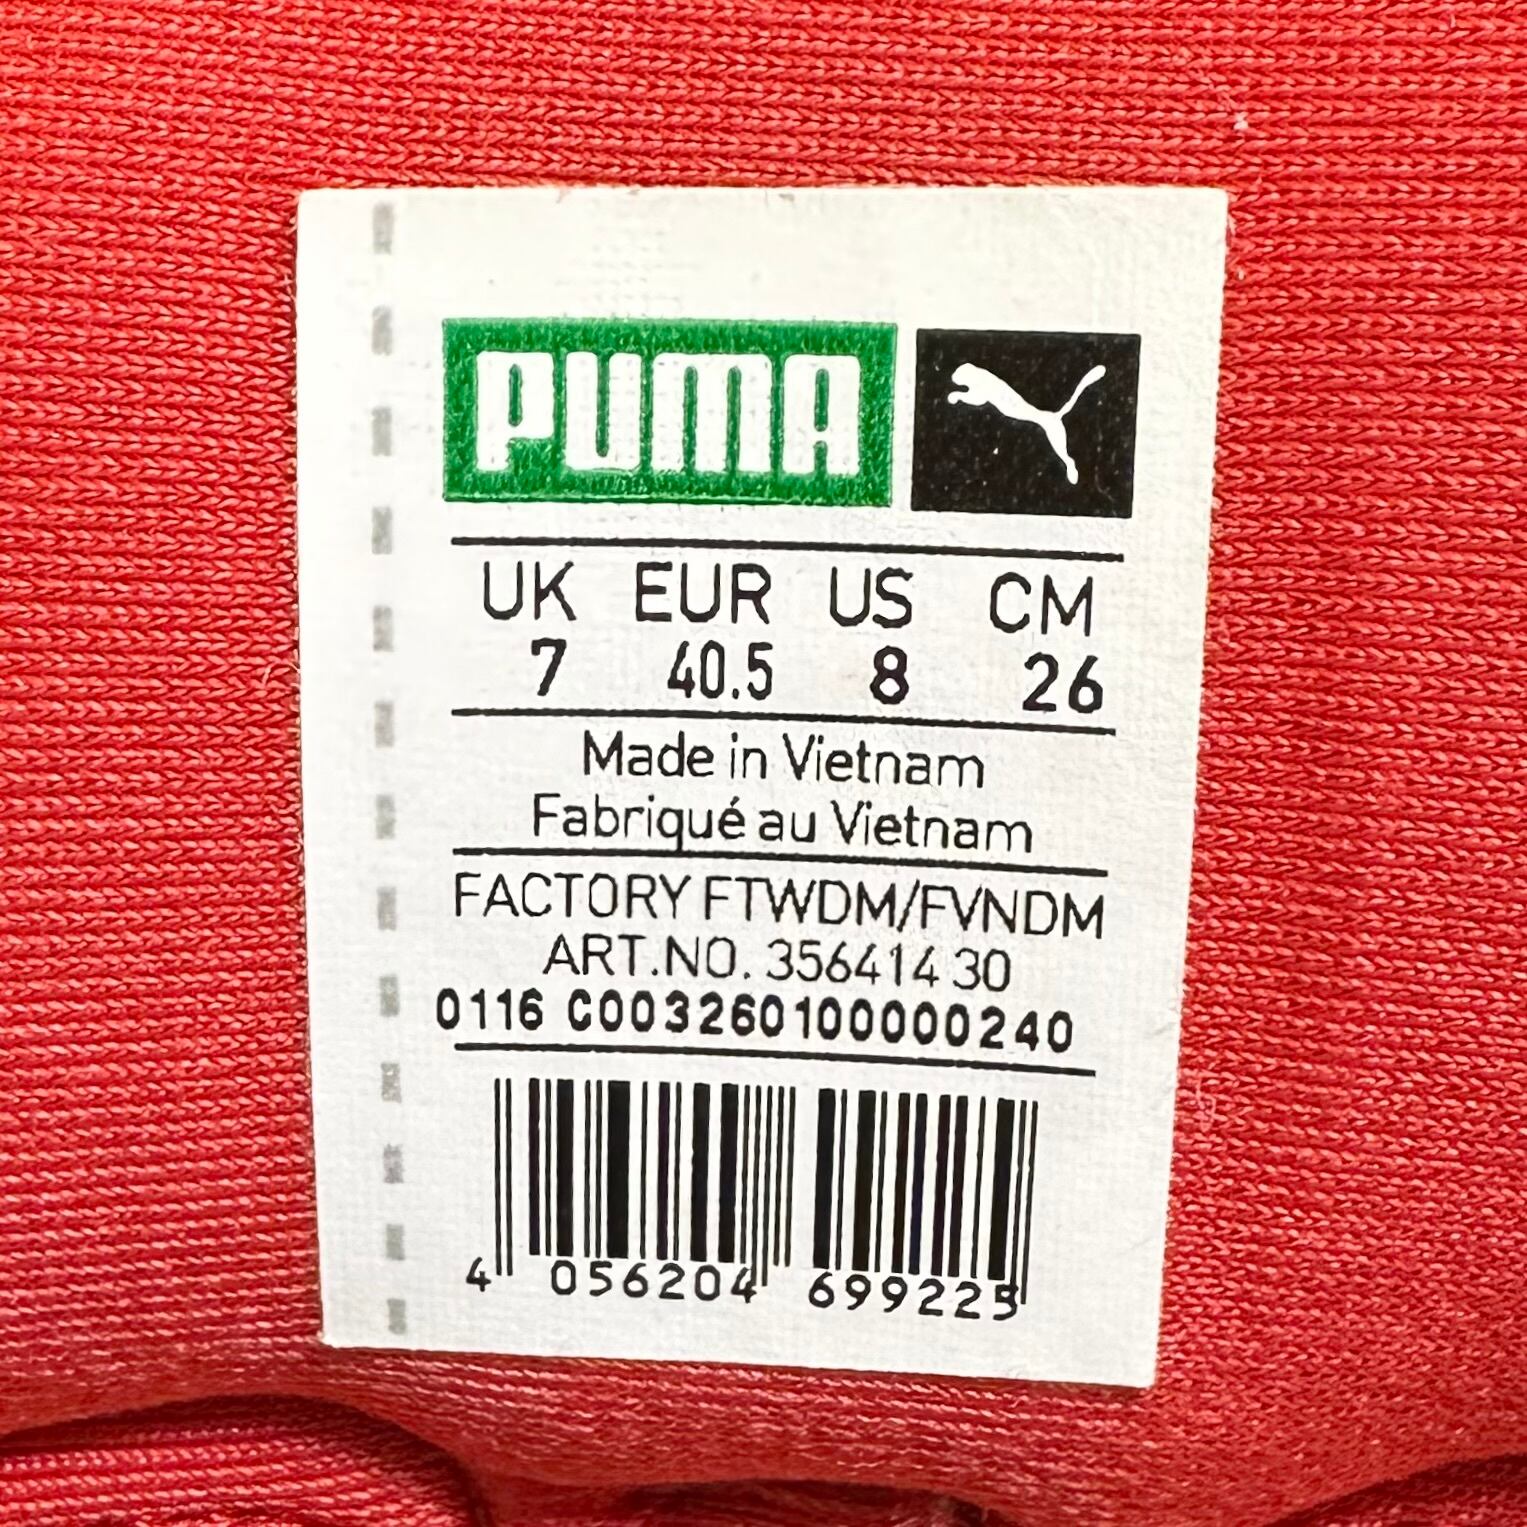 PUMA
UK EUR US CM
7 40.5 8 26
Made in Vietnam
Fabriqué au Vietnam
FACTORY FTWDM/FVNDM
ART.NO. 356414 30
0116 C003260100000240
4 056204 699225